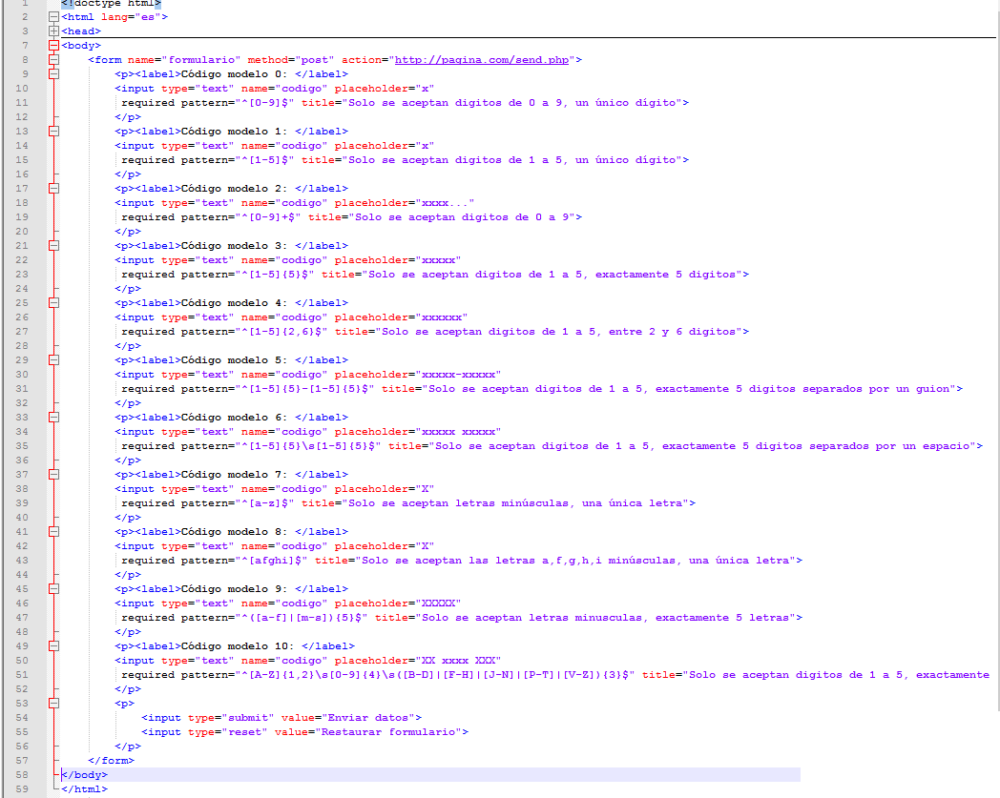 1 <!doctype html>
2 <html lang="es">
3 <head>
7 <body>
8 <form name="formulario" method="post" action="http://pagina.com/send.php">
9 <p><label>Código modelo 0: </label>
10 <input type="text" name="codigo" placeholder="x"
11 required pattern="^[0-9]$" title="Solo se aceptan digitos de 0 a 9, un único dígito">
12 </p>
13 <p><label>Código modelo 1: </label>
14 <input type="text" name="codigo" placeholder="x"
15 required pattern="^[1-5]$" title="Solo se aceptan digitos de 1 a 5, un único dígito">
16 </p>
17 <p><label>Código modelo 2: </label>
18 <input type="text" name="codigo" placeholder="xxxx..."
19 required pattern="^[0-9]+$" title="Solo se aceptan digitos de 0 a 9">
20 </p>
21 <p><label>Código modelo 3: </label>
22 <input type="text" name="codigo" placeholder="xxxxx"
23 required pattern="^[1-5]{5}$" title="Solo se aceptan digitos de 1 a 5, exactamente 5 digitos">
24 </p>
25 <p><label>Código modelo 4: </label>
26 <input type="text" name="codigo" placeholder="xxxxxx"
27 required pattern="^[1-5]{2,6}$" title="Solo se aceptan digitos de 1 a 5, entre 2 y 6 digitos">
28 </p>
29 <p><label>Código modelo 5: </label>
30 <input type="text" name="codigo" placeholder="xxxxx-xxxxx"
31 required pattern="^[1-5]{5}-[1-5]{5}$" title="Solo se aceptan digitos de 1 a 5, exactamente 5 digitos separados por un guion">
32 </p>
33 <p><label>Código modelo 6: </label>
34 <input type="text" name="codigo" placeholder="xxxxx xxxxx"
35 required pattern="^[1-5]{5}\s[1-5]{5}$" title="Solo se aceptan digitos de 1 a 5, exactamente 5 digitos separados por un espacio">
36 </p>
37 <p><label>Código modelo 7: </label>
38 <input type="text" name="codigo" placeholder="X"
39 required pattern="^[a-z]$" title="Solo se aceptan letras minúsculas, una única letra">
40 </p>
41 <p><label>Código modelo 8: </label>
42 <input type="text" name="codigo" placeholder="X"
43 required pattern="^[afghi]$" title="Solo se aceptan las letras a,f,g,h,i minúsculas, una única letra">
44 </p>
45 <p><label>Código modelo 9: </label>
46 <input type="text" name="codigo" placeholder="XXXXX"
47 required pattern="^([a-f]|[m-s]){5}$" title="Solo se aceptan letras minusculas, exactamente 5 letras">
48 </p>
49 <p><label>Código modelo 10: </label>
50 <input type="text" name="codigo" placeholder="XX xxxx XXX"
51 required pattern="^[A-Z]{1,2}\s[0-9]{4}\s([B-D]|[F-H]|[J-N]|[P-T]|[V-Z]){3}$" title="Solo se aceptan digitos de 1 a 5, exactamente
52 </p>
53 <p>
54 <input type="submit" value="Enviar datos">
55 <input type="reset" value="Restaurar formulario">
56 </p>
57 </form>
58 </body>
59 </html>